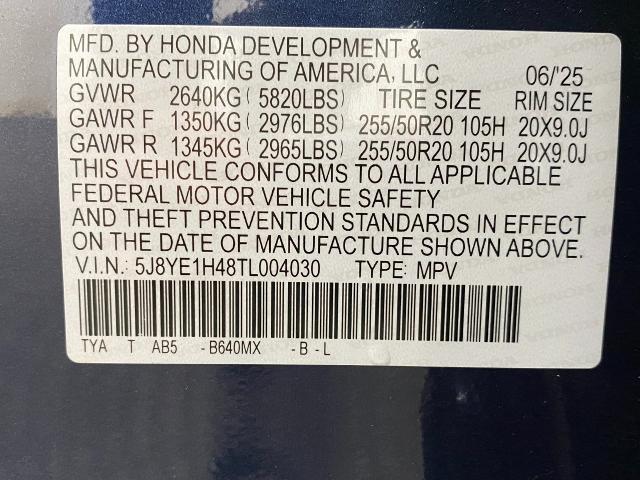 MFD. BY HONDA DEVELOPMENT &
MANUFACTURING OF AMERICA, LLC 06/'25
GVWR 2640KG ( 5820LBS) TIRE SIZE RIM SIZE
GAWR F 1350KG ( 2976LBS) 255/50R20 105H 20X9.0J
GAWR R 1345KG ( 2965LBS) 255/50R20 105H 20X9.0J
THIS VEHICLE CONFORMS TO ALL APPLICABLE
FEDERAL MOTOR VEHICLE SAFETY
AND THEFT PREVENTION STANDARDS IN EFFECT
ON THE DATE OF MANUFACTURE SHOWN ABOVE.
V.I.N.: 5J8YE1H48TL004030 TYPE: MPV
TYA T AB5 -B640MX -B -L